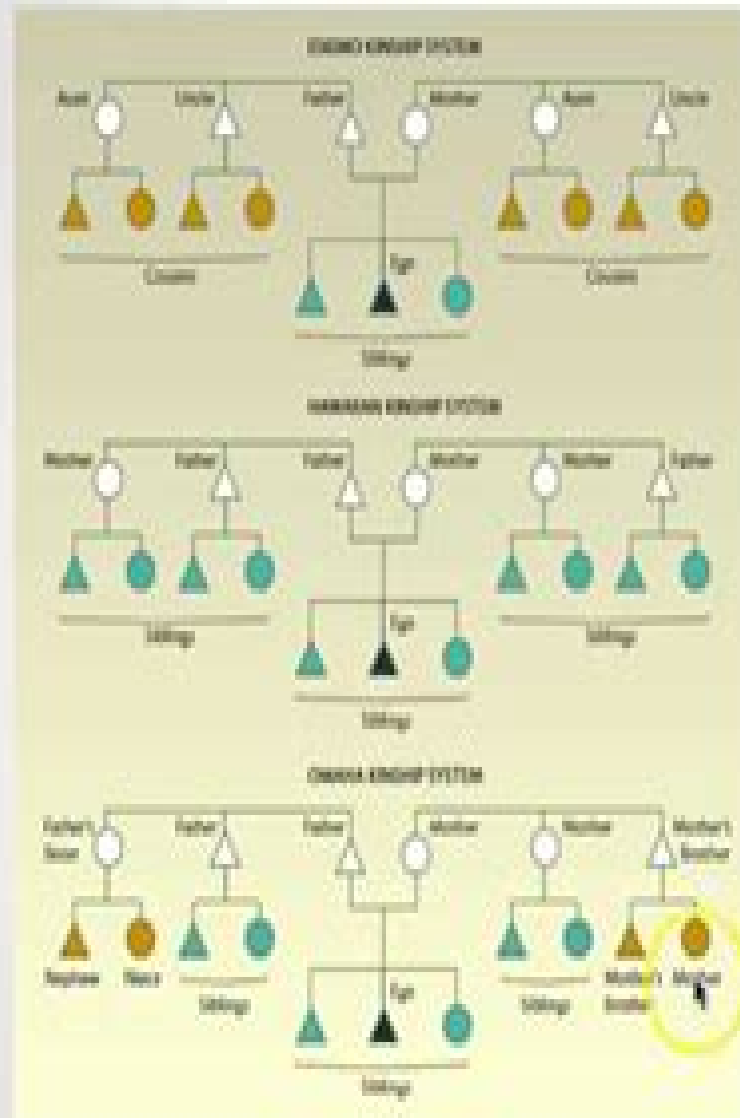 ESKIMO KINSHIP SYSTEM
Aunt Uncle Father Mother Aunt Uncle
Cousins Ego Cousins
Siblings
HAWAIIAN KINSHIP SYSTEM
Mother Father Father Mother Mother Father
Siblings Ego Siblings
Siblings
OMAHA KINSHIP SYSTEM
Father's Sister Father Father Mother Mother Mother's Brother
Nephew Niece Siblings Ego Siblings Mother's Brother Mother
Siblings